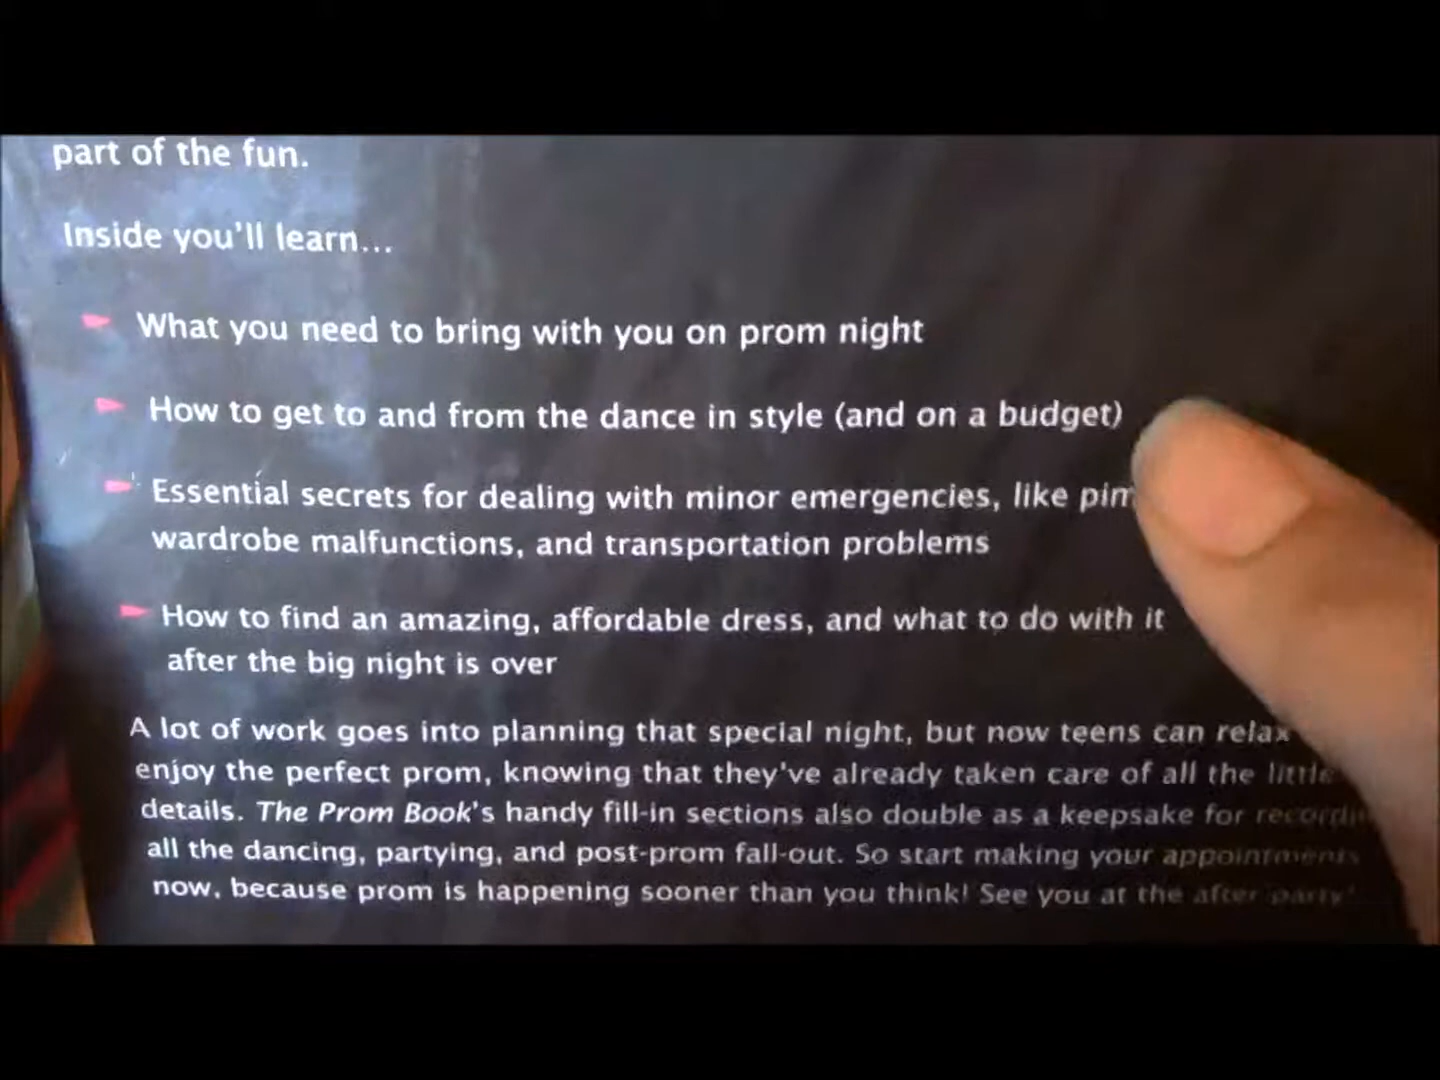 part of the fun.
Inside you'll learn...
What you need to bring with you on prom night
How to get to and from the dance in style (and on a budget)
Essential secrets for dealing with minor emergencies, like
wardrobe malfunctions, and transportation problems
How to find an amazing, affordable dress, and what to do with it
after the big night is over
A lot of work goes into planning that special night, but now teens can relax
enjoy the perfect prom, knowing that they've already taken care of all the little
details. The Prom Book's handy fill-in sections also double as a keepsake for
all the dancing, partying, and post-prom fall-out. So start making your appointments
now, because prom is happening sooner than you think! See you at the after party